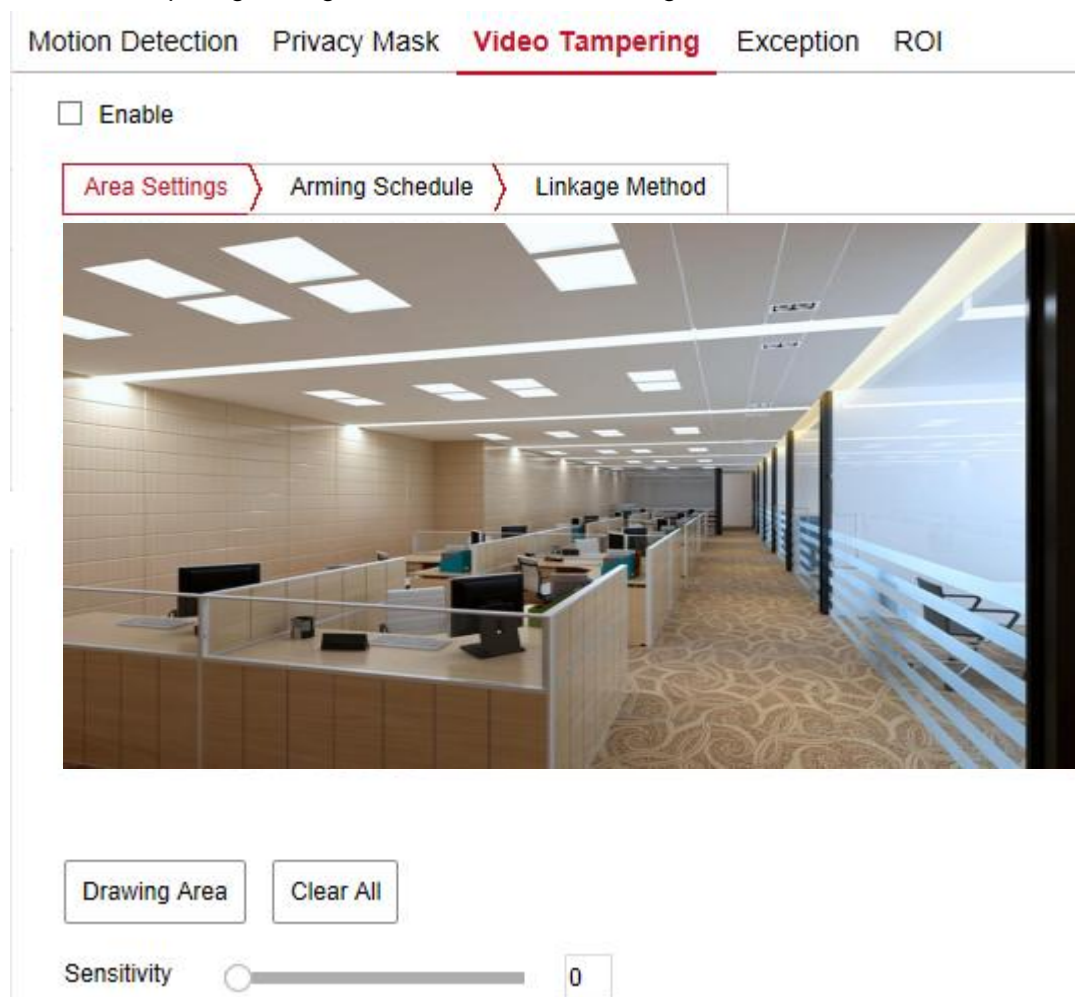 Motion Detection Privacy Mask Video Tampering Exception ROI
Enable
Area Settings Arming Schedule Linkage Method
Drawing Area Clear All
Sensitivity 0